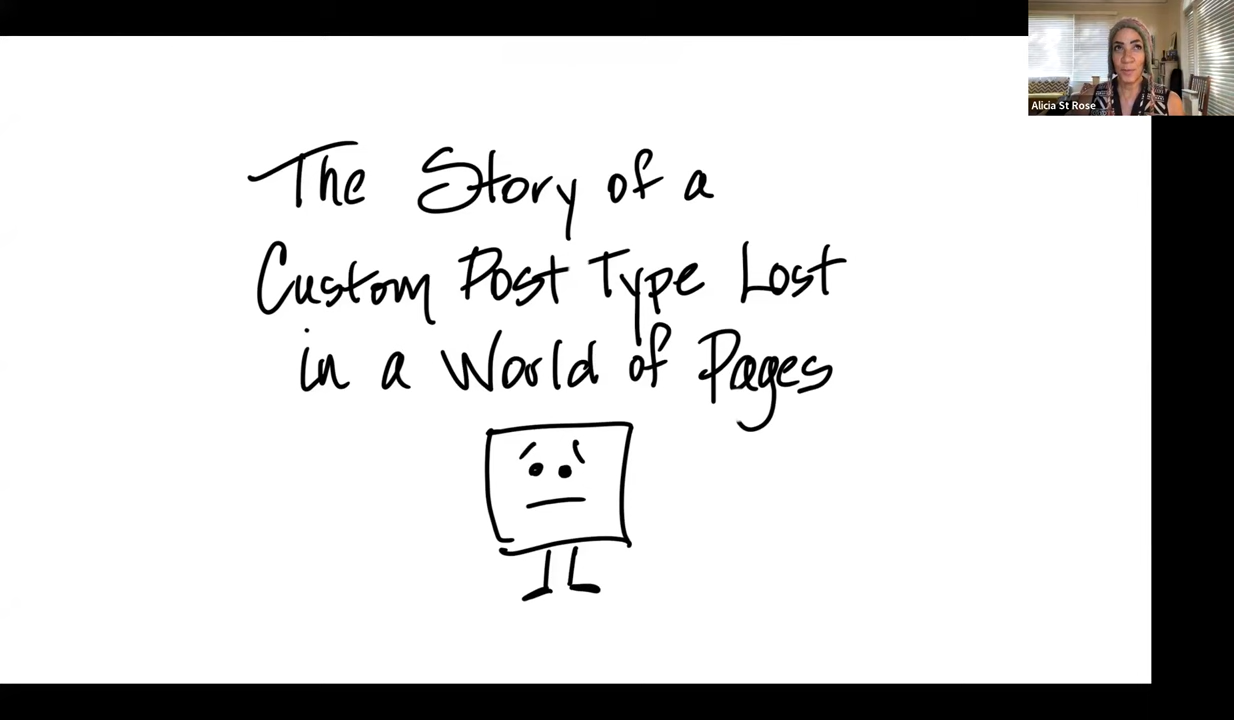 Alicia St Rose
The Story of a
Custom Post Type Lost
in a World of Pages